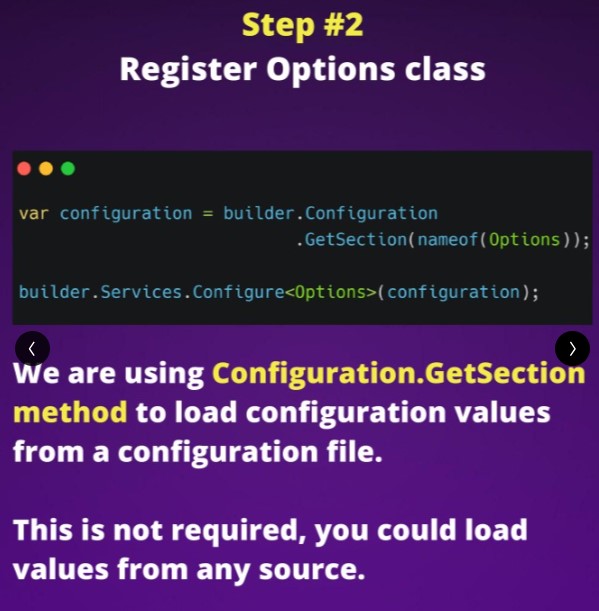 Step #2
Register Options class
var configuration = builder.Configuration
.GetSection(nameof(Options));
builder.Services.Configure<Options>(configuration);
We are using Configuration.GetSection
method to load configuration values
from a configuration file.
This is not required, you could load
values from any source.